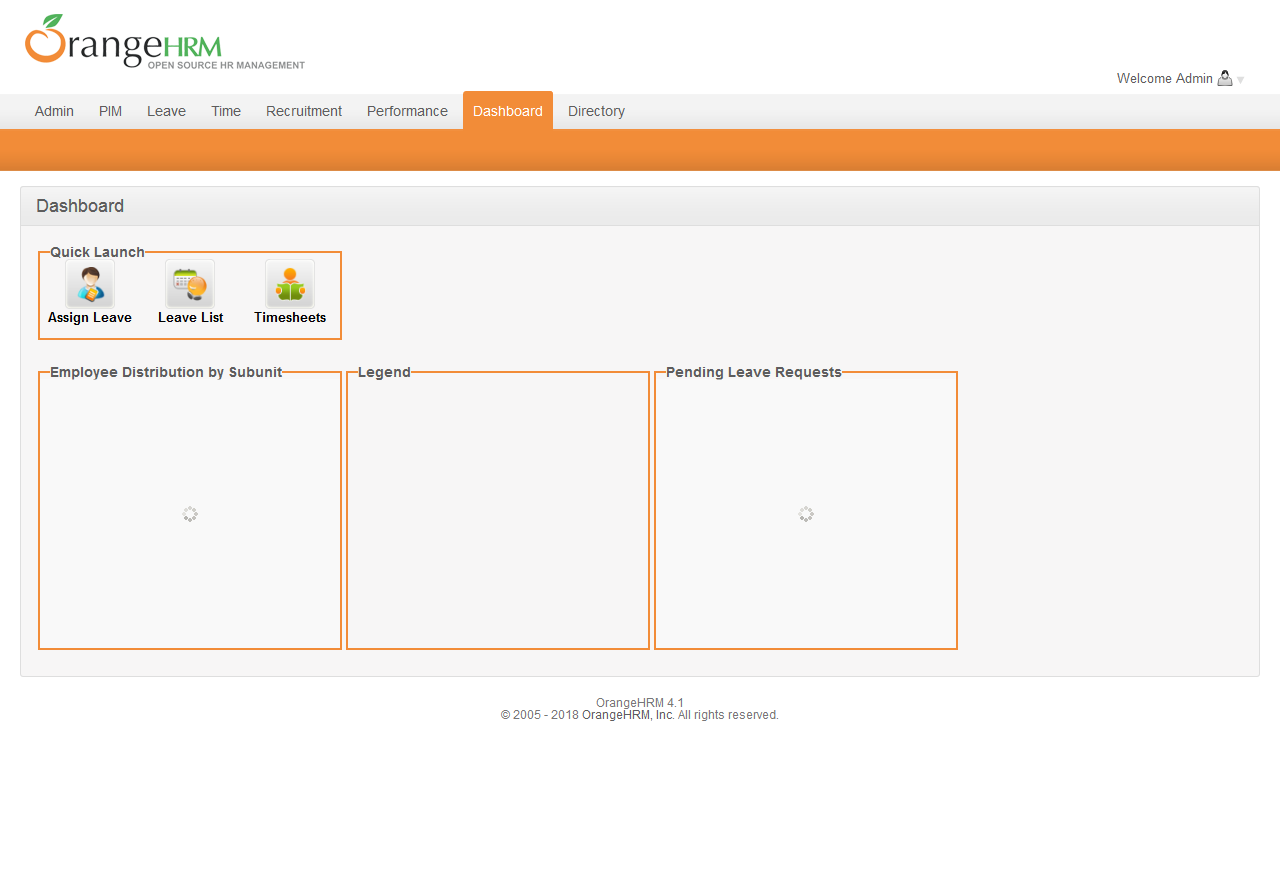 OrangeHRM
OPEN SOURCE HR MANAGEMENT
Welcome Admin
Admin PIM Leave Time Recruitment Performance Dashboard Directory
Dashboard
Quick Launch
Assign Leave Leave List Timesheets
Employee Distribution by Subunit Legend Pending Leave Requests
OrangeHRM 4.1
© 2005 - 2018 OrangeHRM, Inc. All rights reserved.